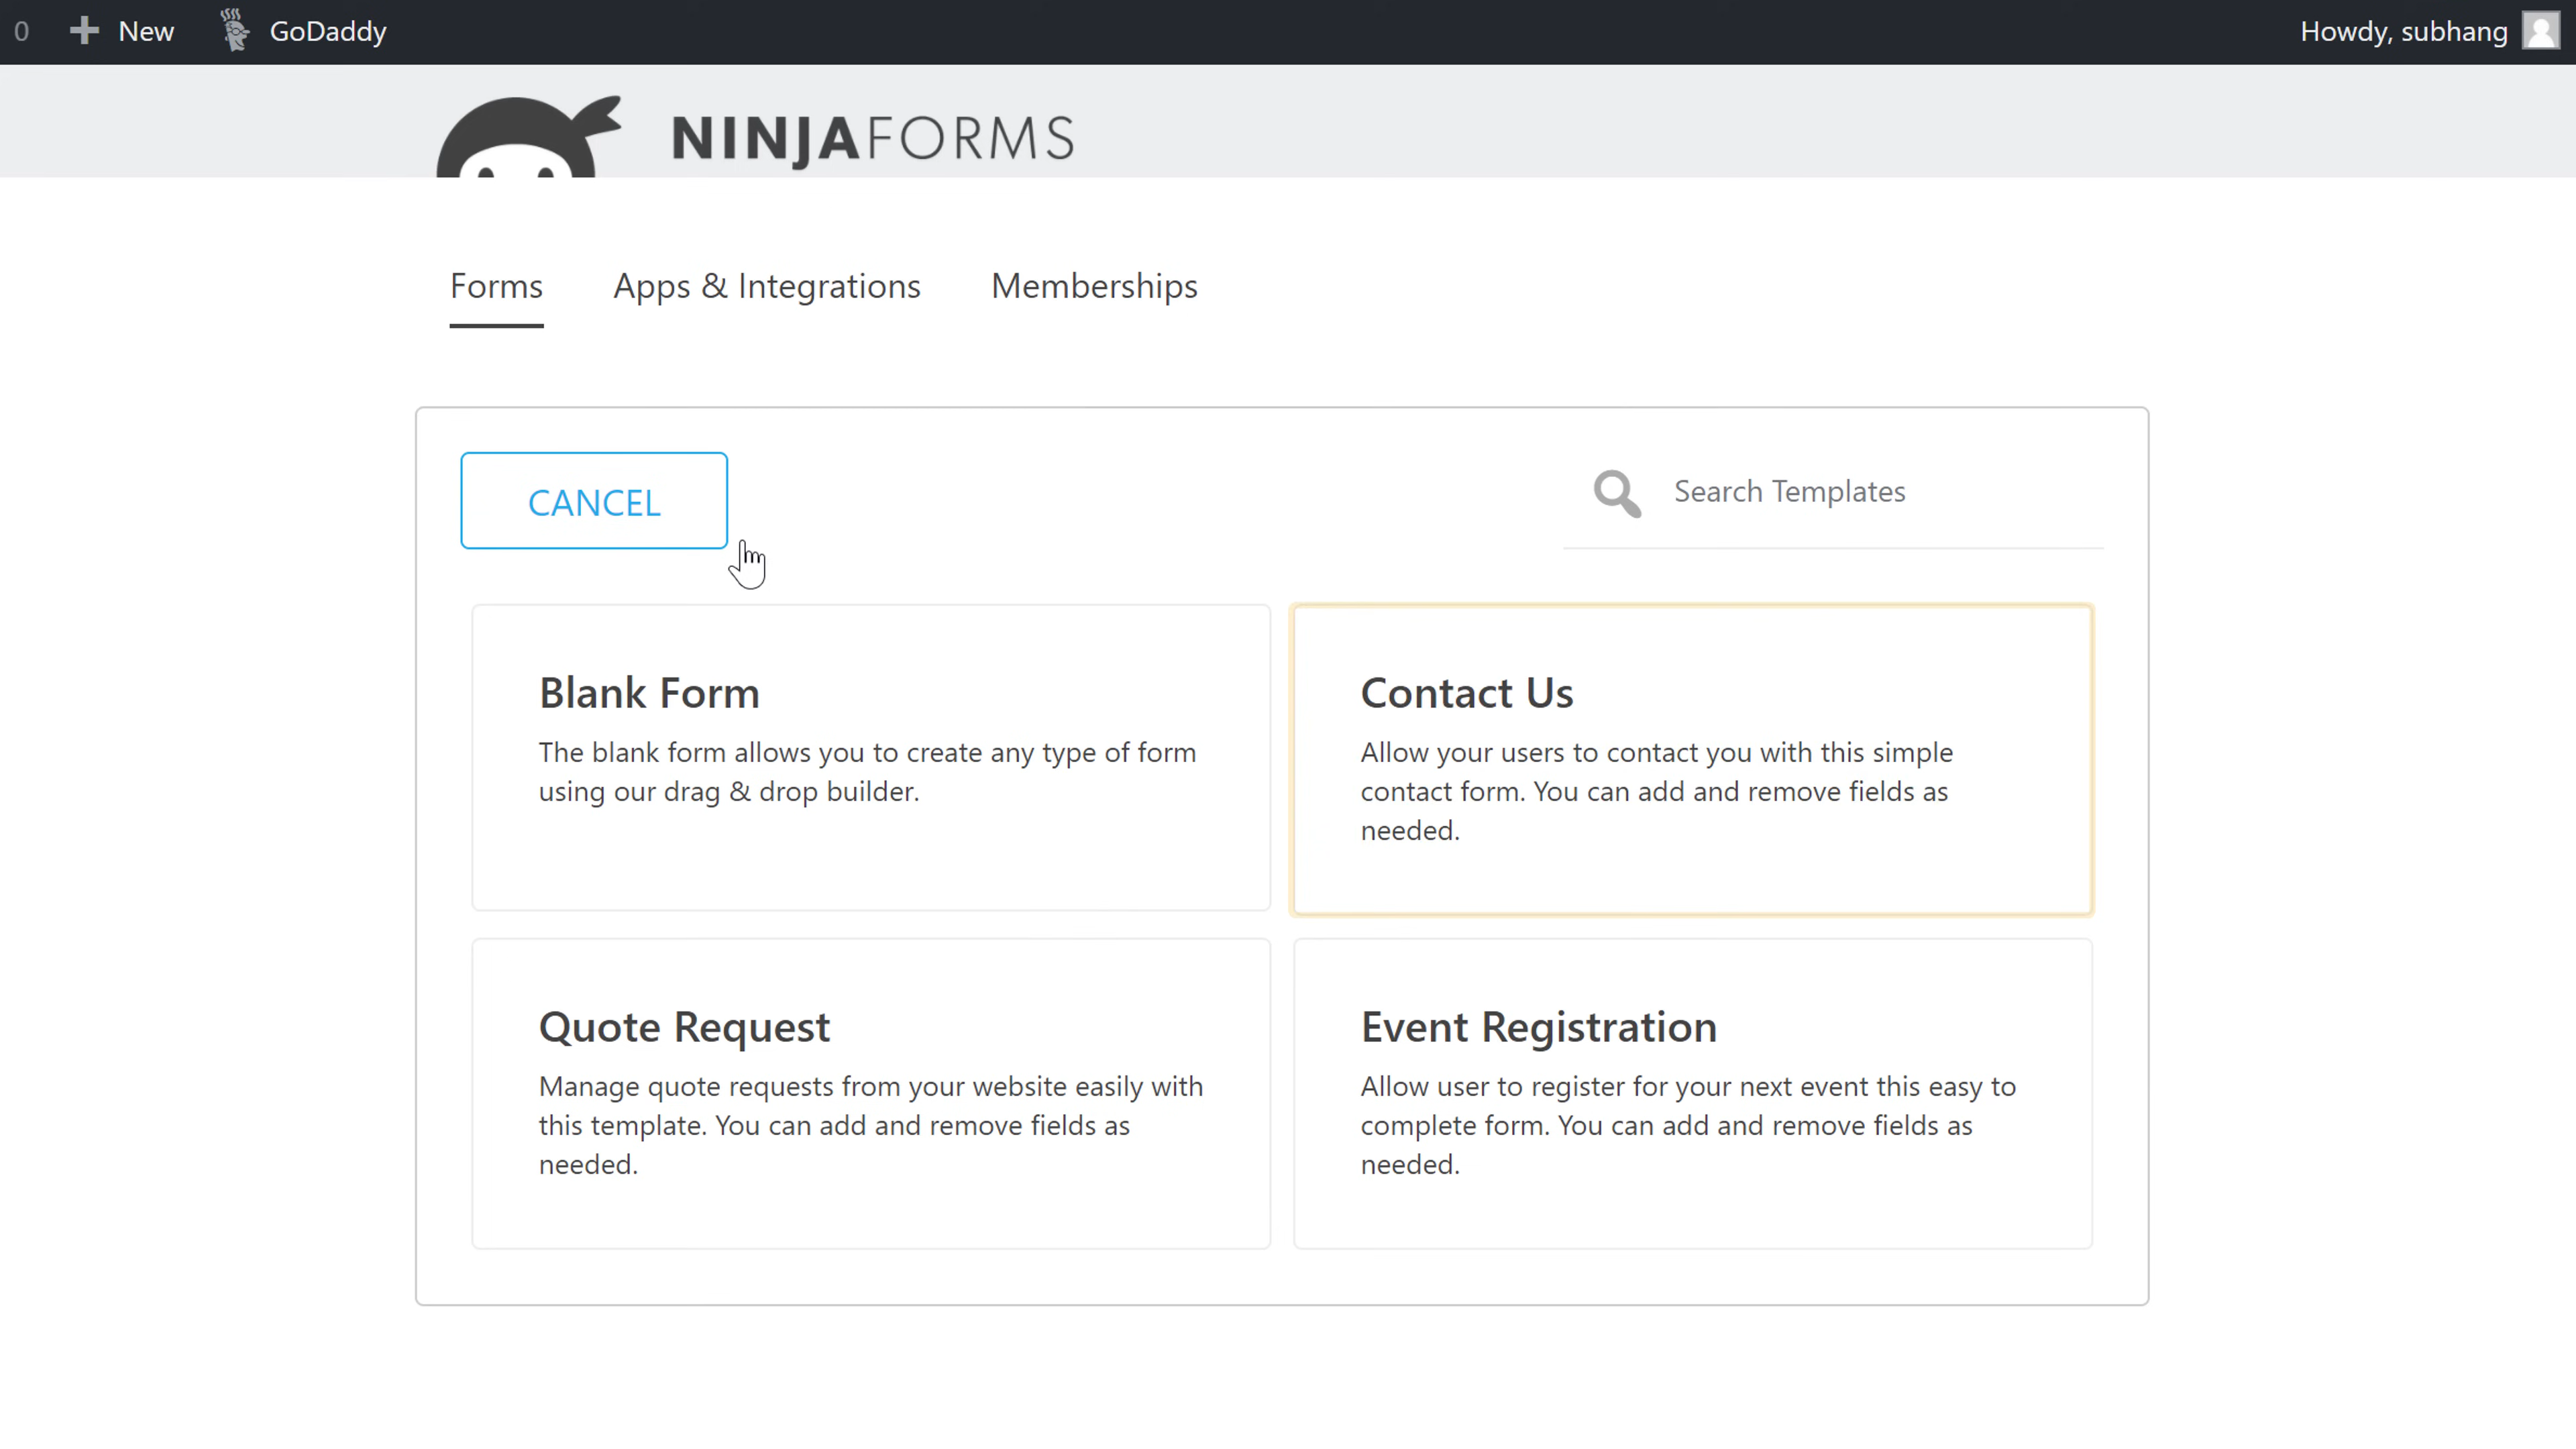 0 New GoDaddy Howdy, subhang
NINJAFORMS
Forms Apps & Integrations Memberships
CANCEL Search Templates
Blank Form
The blank form allows you to create any type of form
using our drag & drop builder.
Contact Us
Allow your users to contact you with this simple
contact form. You can add and remove fields as
needed.
Quote Request
Manage quote requests from your website easily with
this template. You can add and remove fields as
needed.
Event Registration
Allow user to register for your next event this easy to
complete form. You can add and remove fields as
needed.